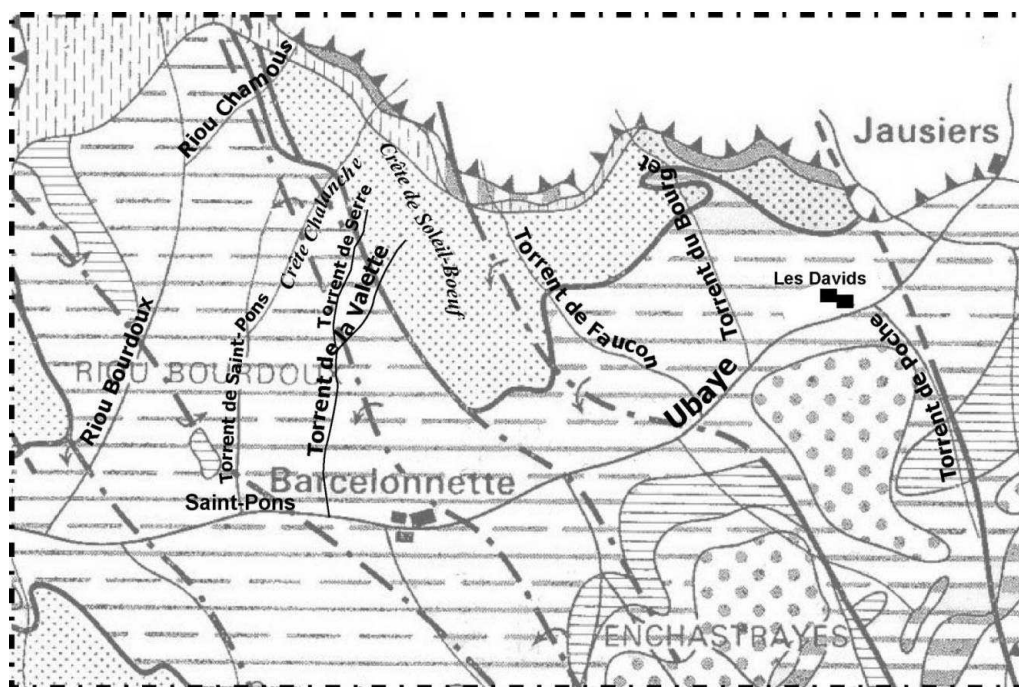 Jausiers
Riou Chamous
Crête Chalanche
Crête de Soleil-Boeuf
Torrent de Serre
Torrent de la Valette
Torrent de Faucon
Torrent du Bourget
Les Davids
Torrent de Poche
Riou Bourdoux
RIOU BOURDOU
Torrent de Saint-Pons
Ubaye
Barcelonnette
Saint-Pons
ENCHASTRAYES